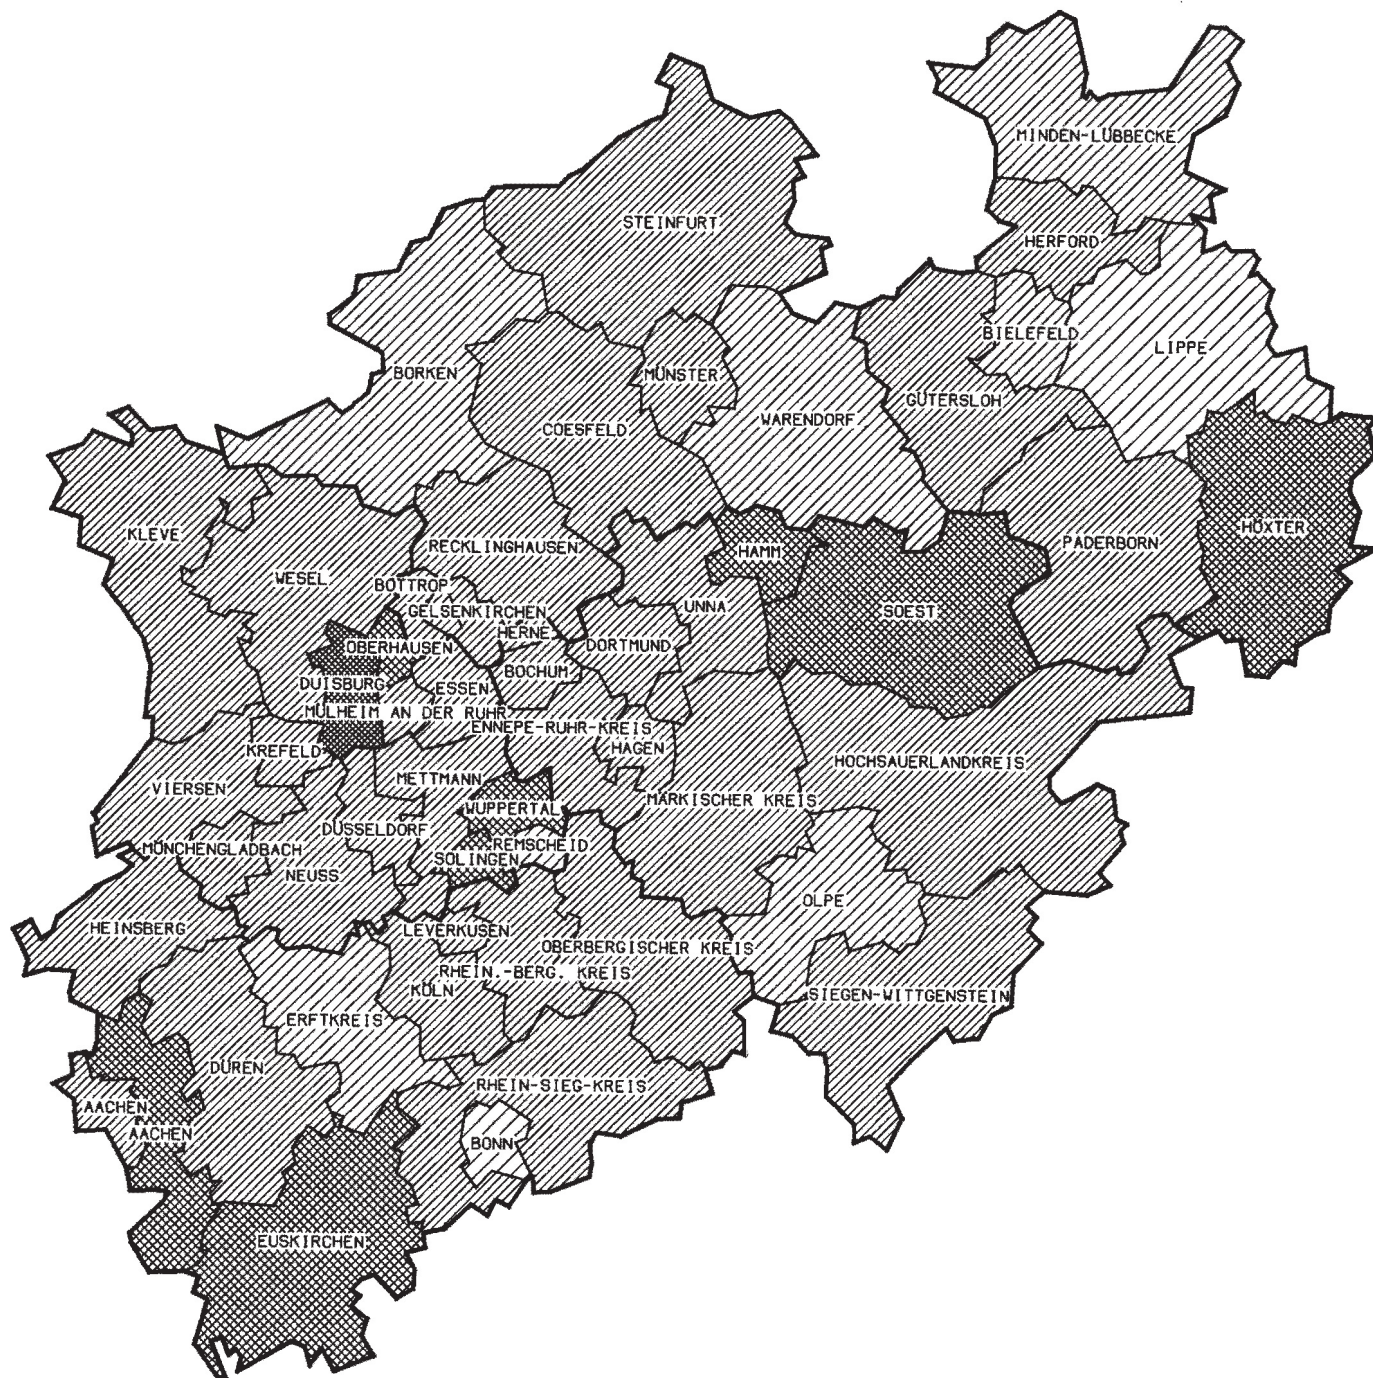 MINDEN-LÜBBECKE
STEINFURT
HERFORD
BIELEFELD
LIPPE
BORKEN
MÜNSTER
GÜTERSLOH
WARENDORF
COESFELD
HÖXTER
KLEVE
PADERBORN
RECKLINGHAUSEN
HAMM
WESEL
BOTTROP
UNNA
GELSENKIRCHEN
SOEST
HERNE
DORTMUND
OBERHAUSEN
BOCHUM
DUISBURG
ESSEN
MÜLHEIM AN DER RUHR
ENNEPE-RUHR-KREIS
KREFELD
HAGEN
HOCHSAUERLANDKREIS
METTMANN
VIERSEN
MÄRKISCHER KREIS
WUPPERTAL
DÜSSELDORF
REMSCHEID
MÖNCHENGLADBACH
SOLINGEN
NEUSS
OLPE
HEINSBERG
LEVERKUSEN
OBERBERGISCHER KREIS
RHEIN.-BERG. KREIS
KÖLN
SIEGEN-WITTGENSTEIN
ERFTKREIS
DÜREN
RHEIN-SIEG-KREIS
AACHEN
AACHEN
BONN
EUSKIRCHEN